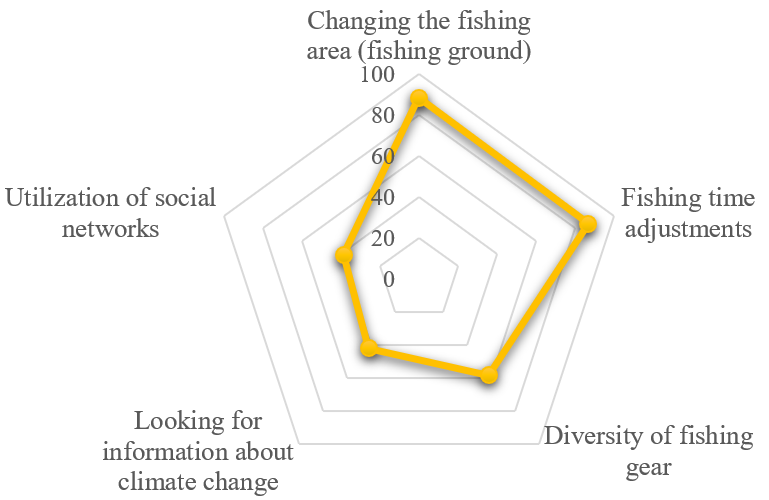 Changing the fishing
area (fishing ground)
100
80
60
40
20
0
Utilization of social
networks
Fishing time
adjustments
Looking for
information about
climate change
Diversity of fishing
gear